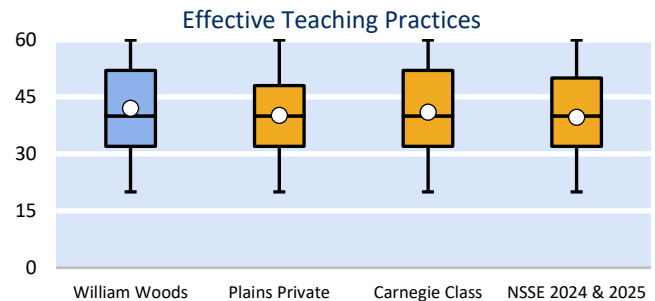 Effective Teaching Practices
60
45
30
15
0
William Woods Plains Private Carnegie Class NSSE 2024 & 2025